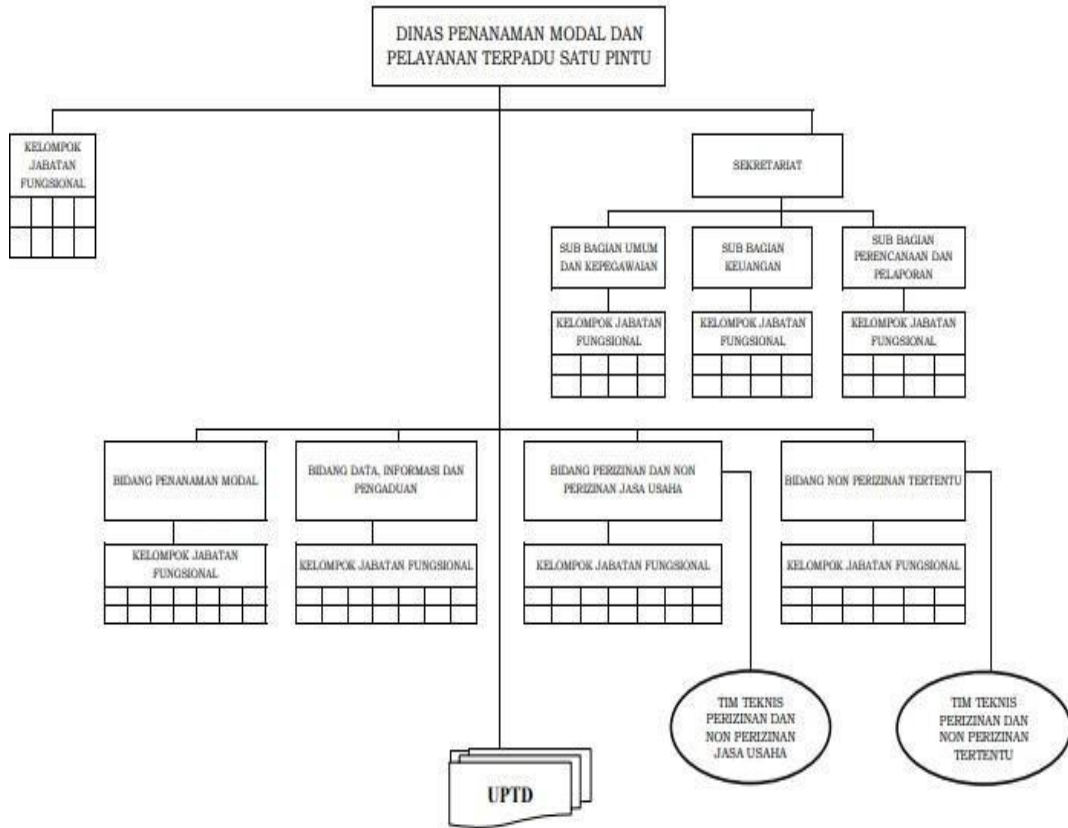 DINAS PENANAMAN MODAL DAN
PELAYANAN TERPADU SATU PINTU
KELOMPOK
JABATAN
FUNGSIONAL
SEKRETARIAT
SUB BAGIAN UMUM
DAN KEPEGAWAIAN
SUB BAGIAN
KEUANGAN
SUB BAGIAN
PERENCANAAN DAN
PELAPORAN
KELOMPOK JABATAN
FUNGSIONAL
KELOMPOK JABATAN
FUNGSIONAL
KELOMPOK JABATAN
FUNGSIONAL
BIDANG PENANAMAN MODAL
BIDANG DATA, INFORMASI DAN
PENGADUAN
BIDANG PERIZINAN DAN NON
PERIZINAN JASA USAHA
BIDANG NON PERIZINAN TERTENTU
KELOMPOK JABATAN
FUNGSIONAL
KELOMPOK JABATAN FUNGSIONAL
KELOMPOK JABATAN FUNGSIONAL
KELOMPOK JABATAN FUNGSIONAL
TIM TEKNIS
PERIZINAN DAN
NON PERIZINAN
JASA USAHA
TIM TEKNIS
PERIZINAN DAN
NON PERIZINAN
TERTENTU
UPTD